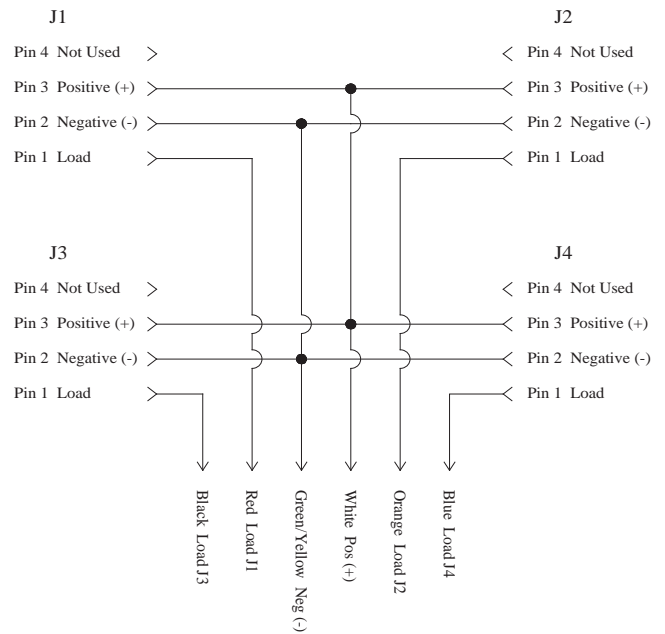 J1
Pin 4 Not Used
Pin 3 Positive (+)
Pin 2 Negative (-)
Pin 1 Load
J2
Pin 4 Not Used
Pin 3 Positive (+)
Pin 2 Negative (-)
Pin 1 Load
J3
Pin 4 Not Used
Pin 3 Positive (+)
Pin 2 Negative (-)
Pin 1 Load
J4
Pin 4 Not Used
Pin 3 Positive (+)
Pin 2 Negative (-)
Pin 1 Load
Black Load J3
Red Load J1
Green/Yellow Neg (-)
White Pos (+)
Orange Load J2
Blue Load J4